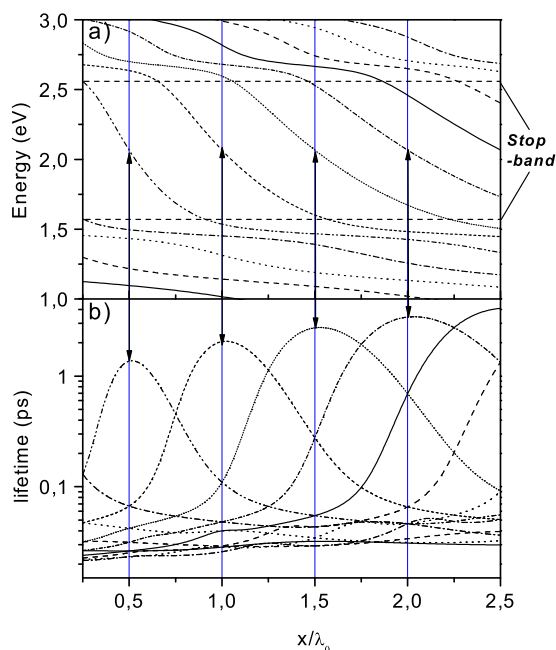 a)
3,0
2,5
2,0
1,5
1,0
Energy (eV)
Stop
-band
b)
1
0,1
lifetime (ps)
0,5
1,0
1,5
2,0
2,5
x/λ₀